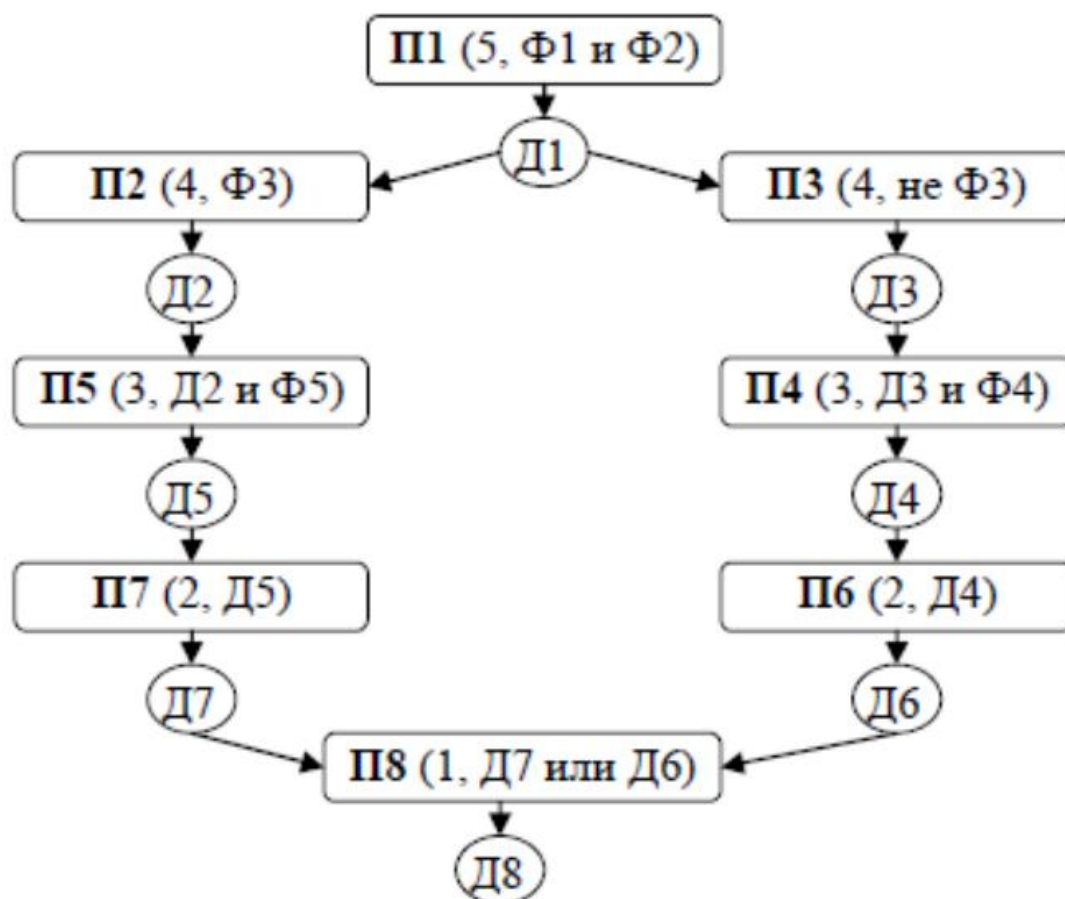 П1 (5, Ф1 и Ф2)
Д1
П2 (4, Ф3)
П3 (4, не Ф3)
Д2
Д3
П5 (3, Д2 и Ф5)
П4 (3, Д3 и Ф4)
Д5
Д4
П7 (2, Д5)
П6 (2, Д4)
Д7
Д6
П8 (1, Д7 или Д6)
Д8